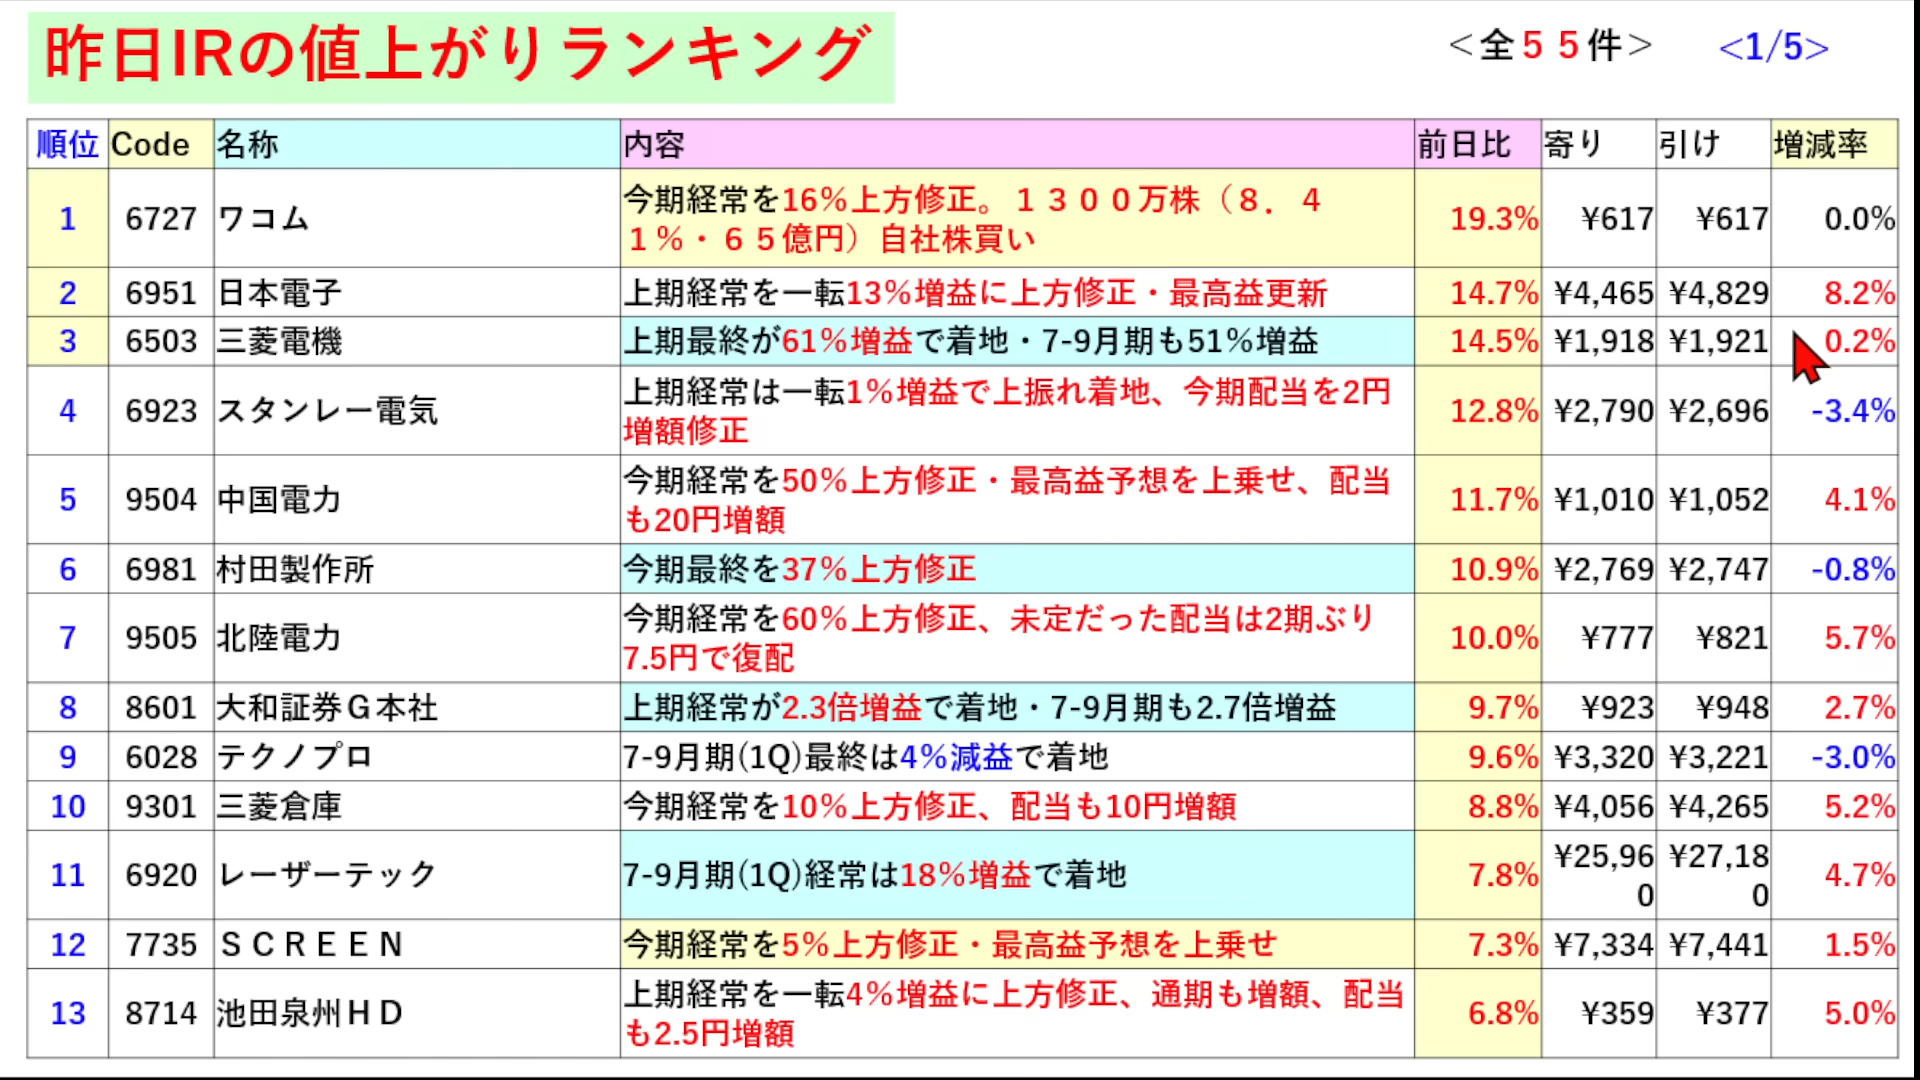 昨日IRの値上がりランキング
＜全５５件＞ <1/5>
順位 Code 名称 内容 前日比 寄り 引け 増減率
1 6727 ワコム 今期経常を16%上方修正。１３００万株（８．４
１%・６５億円）自社株買い 19.3% ¥617 ¥617 0.0%
2 6951 日本電子 上期経常を一転13%増益に上方修正・最高益更新 14.7% ¥4,465 ¥4,829 8.2%
3 6503 三菱電機 上期最終が61%増益で着地・7-9月期も51%増益 14.5% ¥1,918 ¥1,921 0.2%
4 6923 スタンレー電気 上期経常は一転1%増益で上振れ着地、今期配当を2円
増額修正 12.8% ¥2,790 ¥2,696 -3.4%
5 9504 中国電力 今期経常を50%上方修正・最高益予想を上乗せ、配当
も20円増額 11.7% ¥1,010 ¥1,052 4.1%
6 6981 村田製作所 今期最終を37%上方修正 10.9% ¥2,769 ¥2,747 -0.8%
7 9505 北陸電力 今期経常を60%上方修正、未定だった配当は2期ぶり
7.5円で復配 10.0% ¥777 ¥821 5.7%
8 8601 大和証券Ｇ本社 上期経常が2.3倍増益で着地・7-9月期も2.7倍増益 9.7% ¥923 ¥948 2.7%
9 6028 テクノプロ 7-9月期(1Q)最終は4%減益で着地 9.6% ¥3,320 ¥3,221 -3.0%
10 9301 三菱倉庫 今期経常を10%上方修正、配当も10円増額 8.8% ¥4,056 ¥4,265 5.2%
11 6920 レーザーテック 7-9月期(1Q)経常は18%増益で着地 7.8% ¥25,96 ¥27,18 4.7%
0 0
12 7735 ＳＣＲＥＥＮ 今期経常を5%上方修正・最高益予想を上乗せ 7.3% ¥7,334 ¥7,441 1.5%
13 8714 池田泉州ＨＤ 上期経常を一転4%増益に上方修正、通期も増額、配当
も2.5円増額 6.8% ¥359 ¥377 5.0%